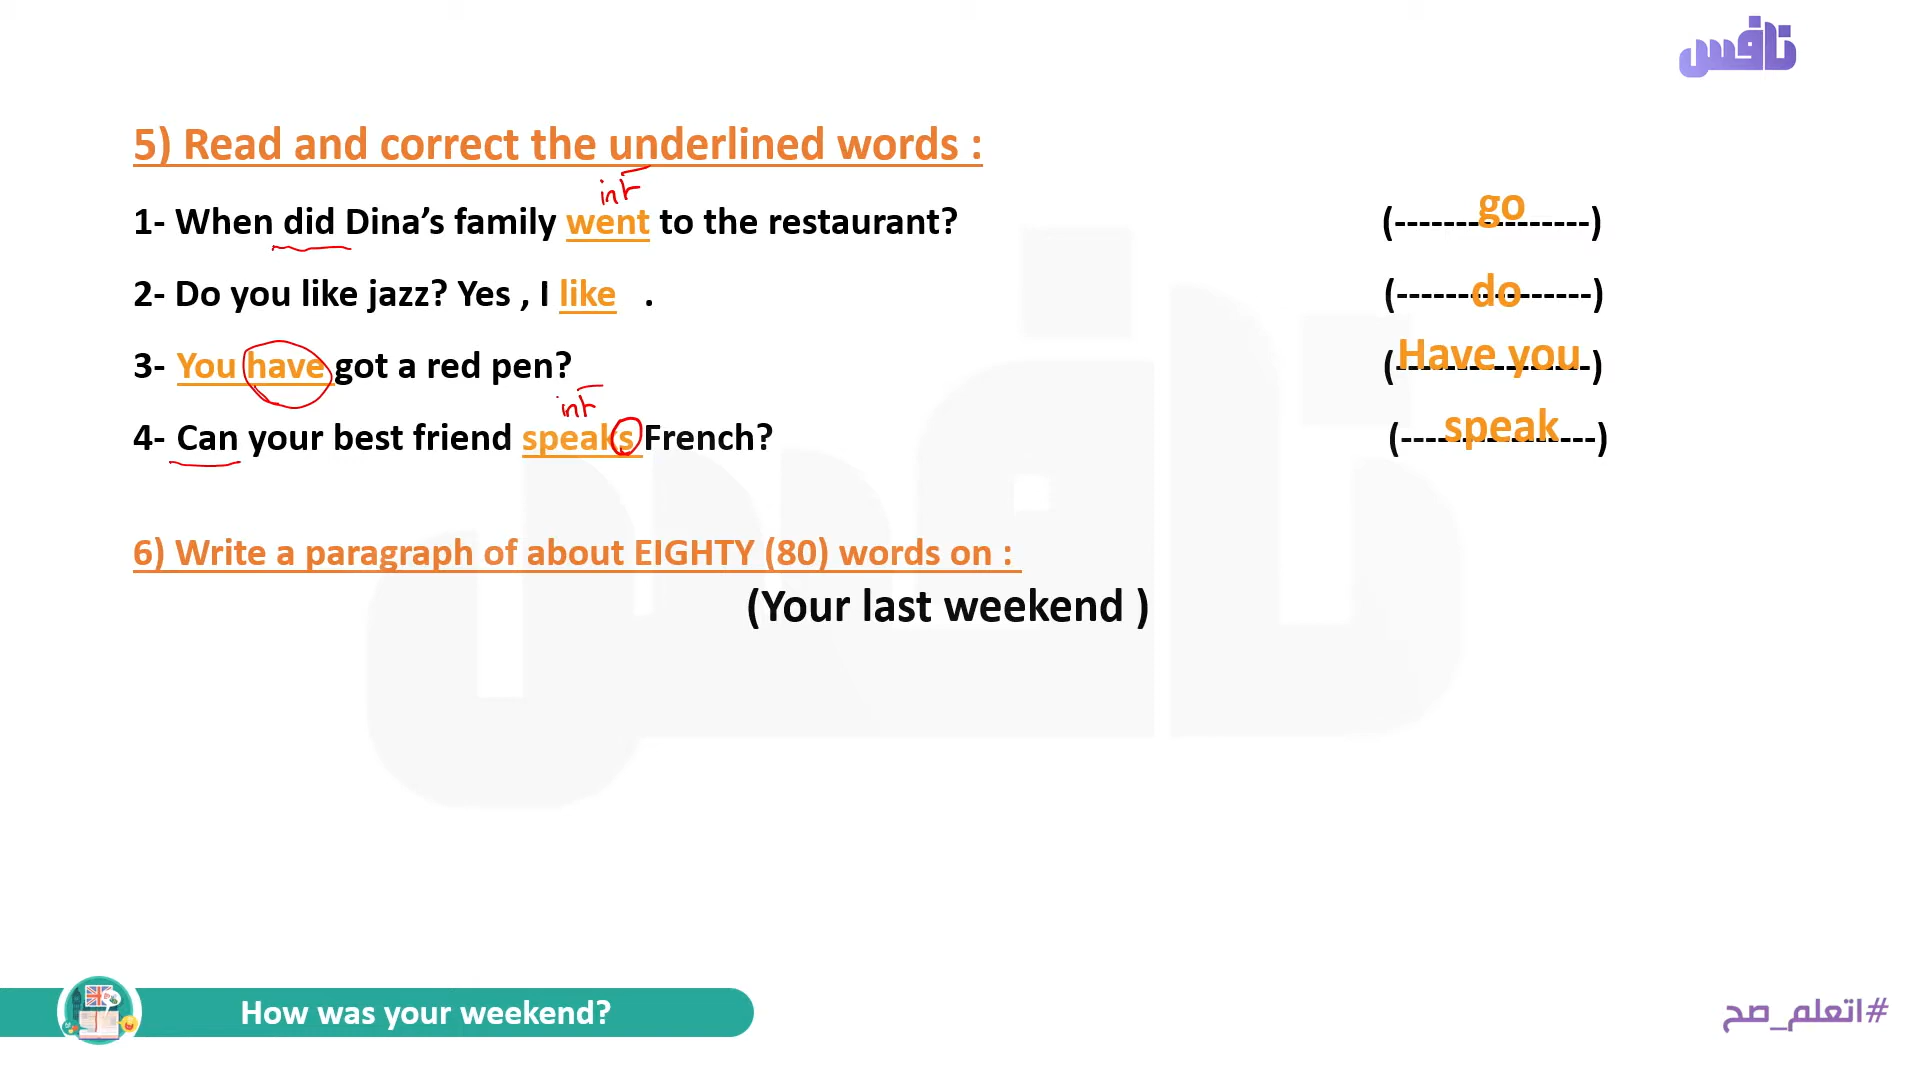 نافس
5) Read and correct the underlined words :
int
1- When did Dina’s family went to the restaurant? (----------------) go
2- Do you like jazz? Yes , I like . (----------------) do
3- You have got a red pen? (----------------) Have you
int
4- Can your best friend speaks French? (----------------) speak
6) Write a paragraph of about EIGHTY (80) words on :
(Your last weekend )
How was your weekend?
#اتعلم_صح